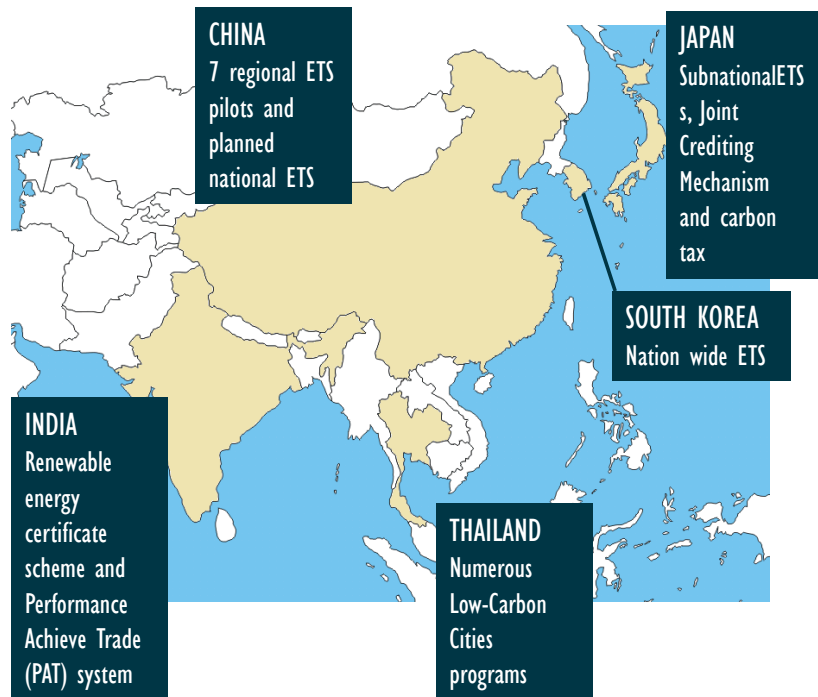 CHINA
7 regional ETS
pilots and
planned
national ETS
JAPAN
SubnationalETS
s, Joint
Crediting
Mechanism
and carbon
tax
SOUTH KOREA
Nation wide ETS
INDIA
Renewable
energy
certificate
scheme and
Performance
Achieve Trade
(PAT) system
THAILAND
Numerous
Low-Carbon
Cities
programs